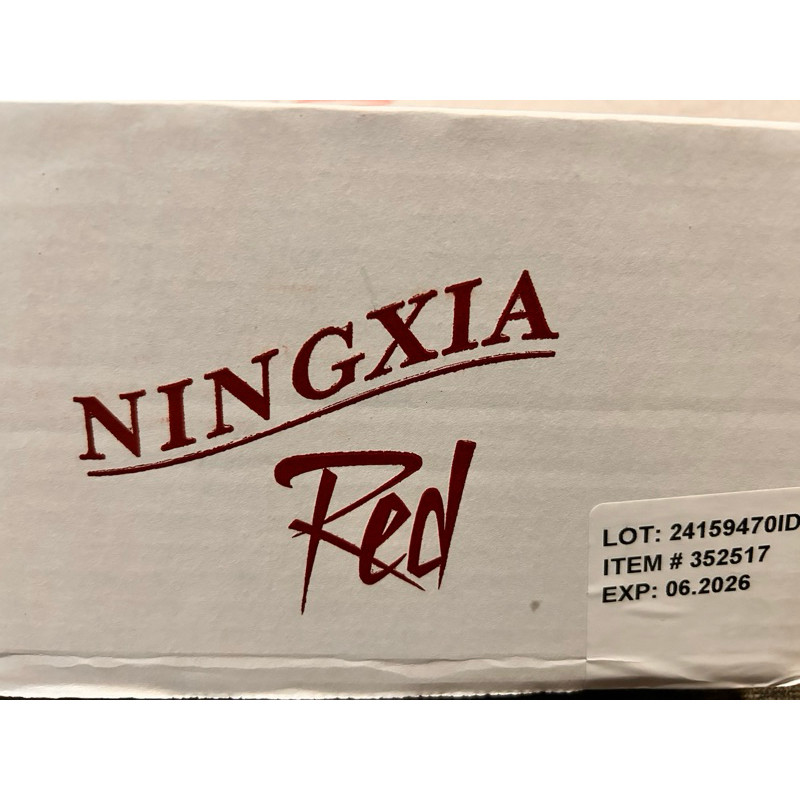 NINGXIA
Red
LOT: 24159470ID
ITEM # 352517
EXP: 06.2026